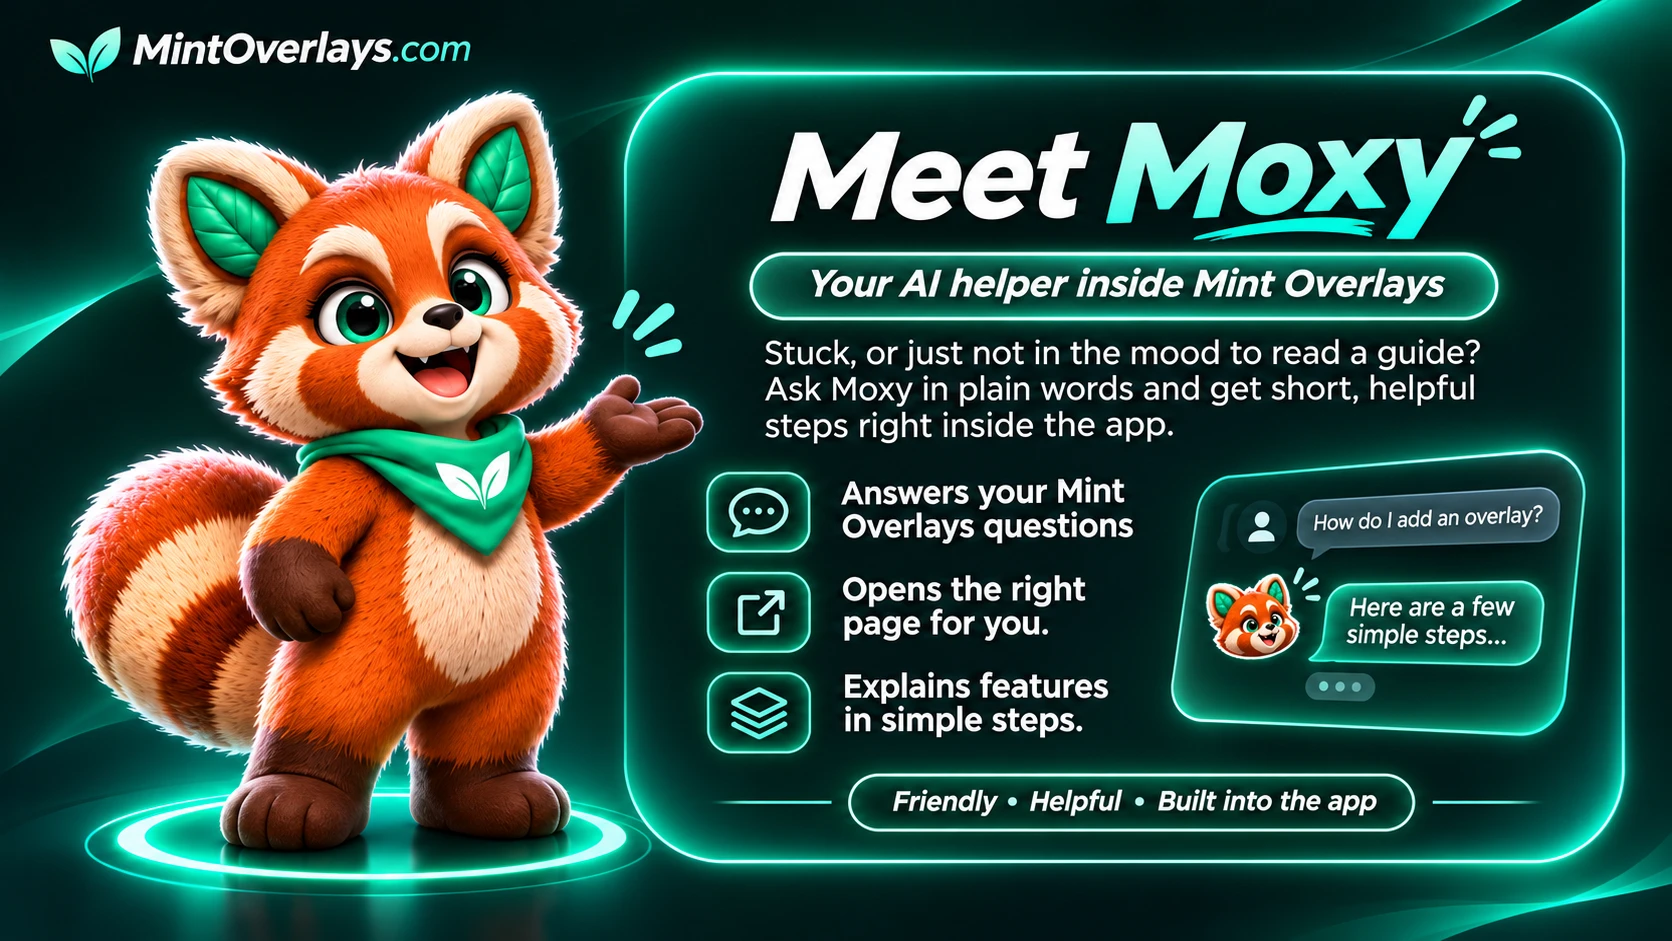 MintOverlays.com
Meet Moxy
Your AI helper inside Mint Overlays
Stuck, or just not in the mood to read a guide?
Ask Moxy in plain words and get short, helpful
steps right inside the app.
Answers your Mint
Overlays questions
Opens the right
page for you.
Explains features
in simple steps.
How do I add an overlay?
Here are a few
simple steps...
Friendly • Helpful • Built into the app